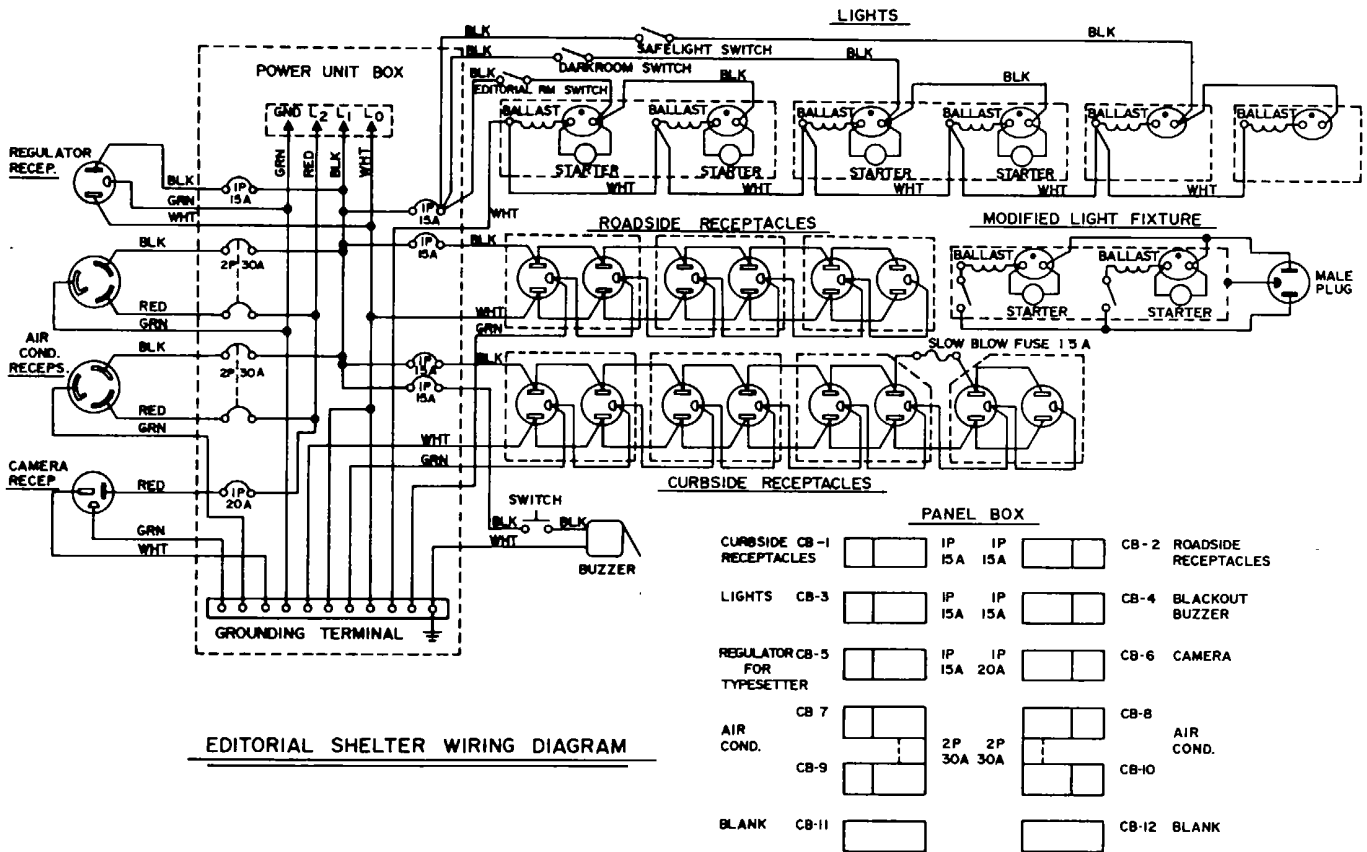 LIGHTS
BLK
SAFELIGHT SWITCH
BLK
BLK
DARKROOM SWITCH
BLK
EDITORIAL RM SWITCH
BLK
BLK
POWER UNIT BOX
GND L2 L1 L0
GRN
RED
BLK
WHT
BALLAST
BALLAST
BALLAST
BALLAST
BALLAST
BALLAST
STARTER
STARTER
STARTER
STARTER
WHT
WHT
WHT
WHT
WHT
WHT
REGULATOR
RECEP.
BLK
GRN
WHT
1P
15A
1P
15A
1P
15A
BLK
ROADSIDE RECEPTACLES
WHT
GRN
MODIFIED LIGHT FIXTURE
BALLAST
BALLAST
STARTER
STARTER
MALE
PLUG
BLK
2P 30A
RED
GRN
AIR
COND.
RECEPS.
BLK
2P 30A
RED
GRN
1P
15A
1P
15A
BLK
SLOW BLOW FUSE 15 A
WHT
GRN
CURBSIDE RECEPTACLES
CAMERA
RECEP
RED
1P
20A
GRN
WHT
SWITCH
BLK
BLK
WHT
BUZZER
GROUNDING TERMINAL
PANEL BOX
CURBSIDE CB-1 1P 1P CB-2 ROADSIDE
RECEPTACLES 15A 15A RECEPTACLES
LIGHTS CB-3 1P 1P CB-4 BLACKOUT
15A 15A BUZZER
REGULATOR CB-5 1P 1P CB-6 CAMERA
FOR 15A 20A
TYPESETTER
CB 7 CB-8
AIR 2P 2P AIR
COND. 30A 30A COND.
CB-9 CB-10
BLANK CB-11 CB-12 BLANK
EDITORIAL SHELTER WIRING DIAGRAM